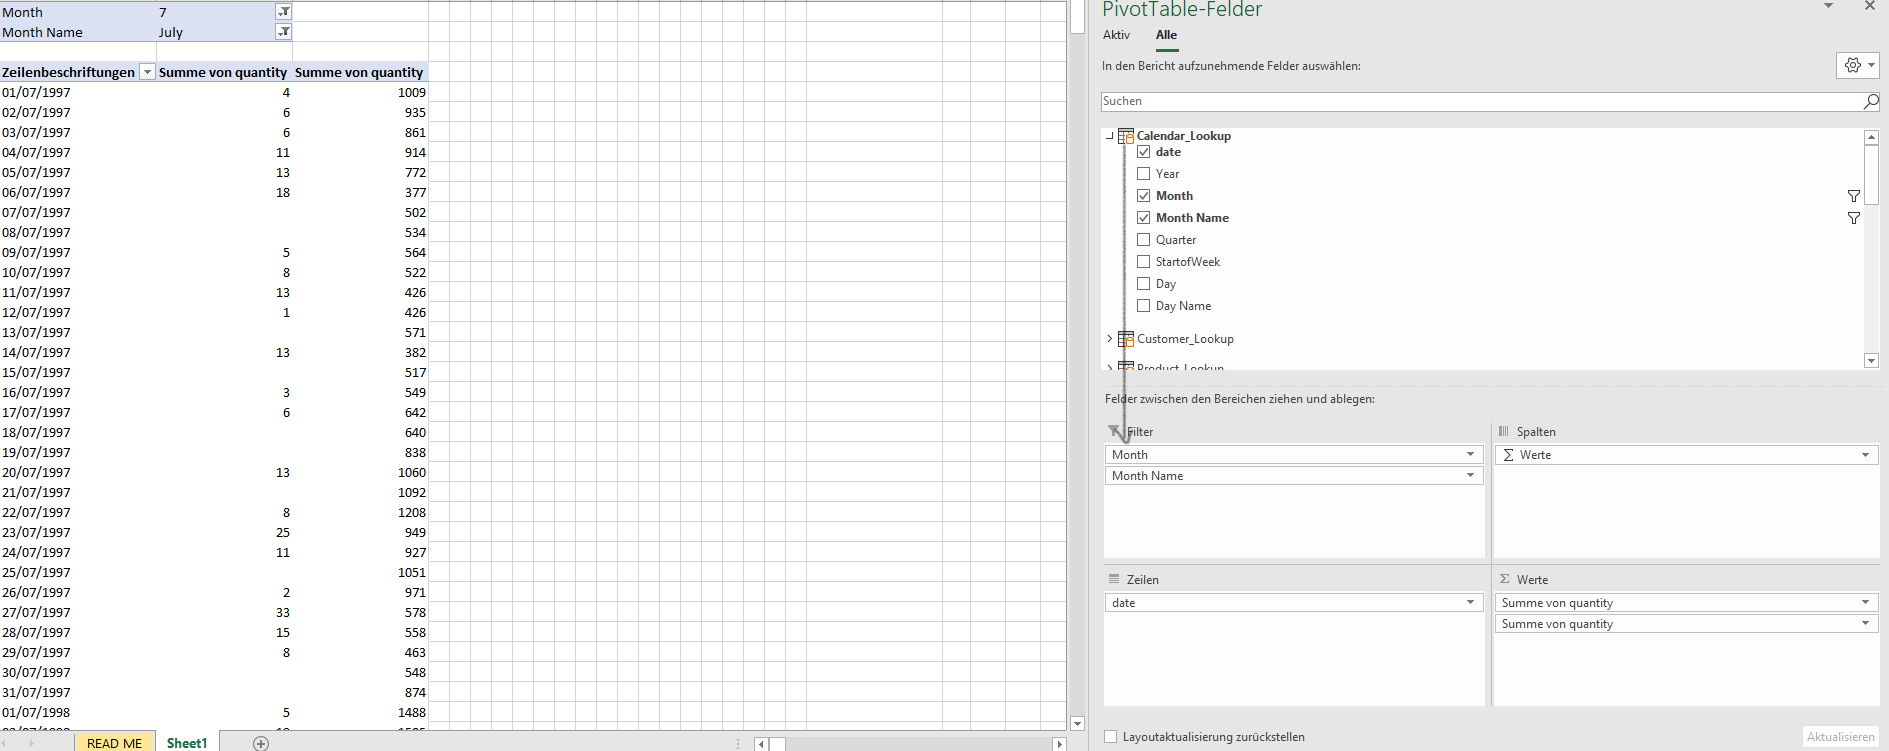 Month 7
Month Name July
Zeilenbeschriftungen Summe von quantity Summe von quantity
01/07/1997 4 1009
02/07/1997 6 935
03/07/1997 6 861
04/07/1997 11 914
05/07/1997 13 772
06/07/1997 18 377
07/07/1997 502
08/07/1997 534
09/07/1997 5 564
10/07/1997 8 522
11/07/1997 13 426
12/07/1997 1 426
13/07/1997 571
14/07/1997 13 382
15/07/1997 517
16/07/1997 3 549
17/07/1997 6 642
18/07/1997 640
19/07/1997 838
20/07/1997 13 1060
21/07/1997 1092
22/07/1997 8 1208
23/07/1997 25 949
24/07/1997 11 927
25/07/1997 1051
26/07/1997 2 971
27/07/1997 33 578
28/07/1997 15 558
29/07/1997 8 463
30/07/1997 548
31/07/1997 874
01/07/1998 5 1488
READ ME Sheet1
PivotTable-Felder
Aktiv Alle
In den Bericht aufzunehmende Felder auswählen:
Suchen
Calendar_Lookup
date
Year
Month
Month Name
Quarter
StartofWeek
Day
Day Name
Customer_Lookup
Product_Lookup
Felder zwischen den Bereichen ziehen und ablegen:
Filter
Month
Month Name
Spalten
Σ Werte
Zeilen
date
Σ Werte
Summe von quantity
Summe von quantity
Layoutaktualisierung zurückstellen
Aktualisieren